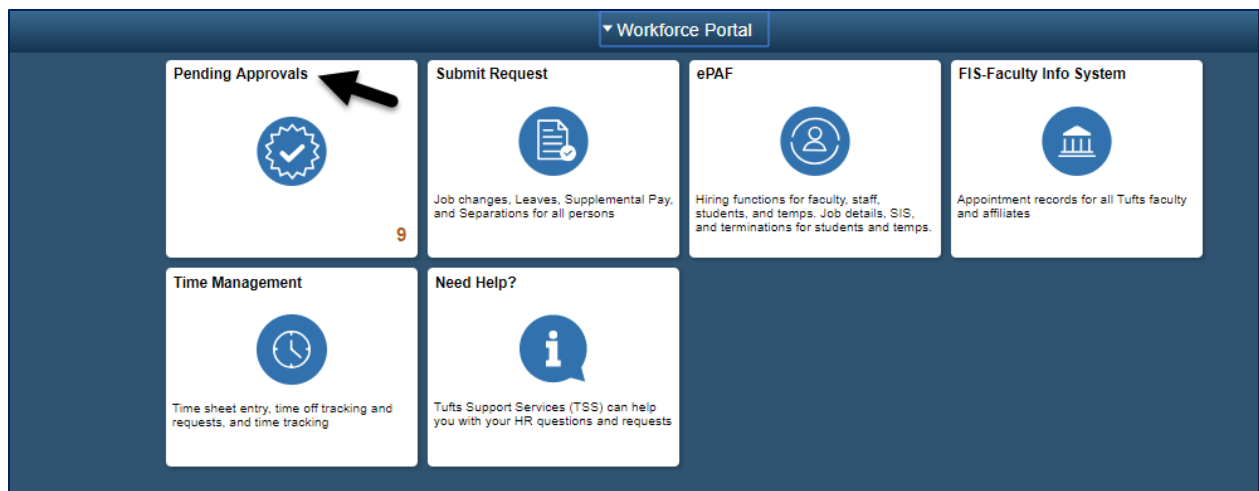 Workforce Portal
Pending Approvals
9
Submit Request
Job changes, Leaves, Supplemental Pay,
and Separations for all persons
ePAF
Hiring functions for faculty, staff,
students, and temps. Job details, SIS,
and terminations for students and temps.
FIS-Faculty Info System
Appointment records for all Tufts faculty
and affiliates
Time Management
Time sheet entry, time off tracking and
requests, and time tracking
Need Help?
Tufts Support Services (TSS) can help
you with your HR questions and requests